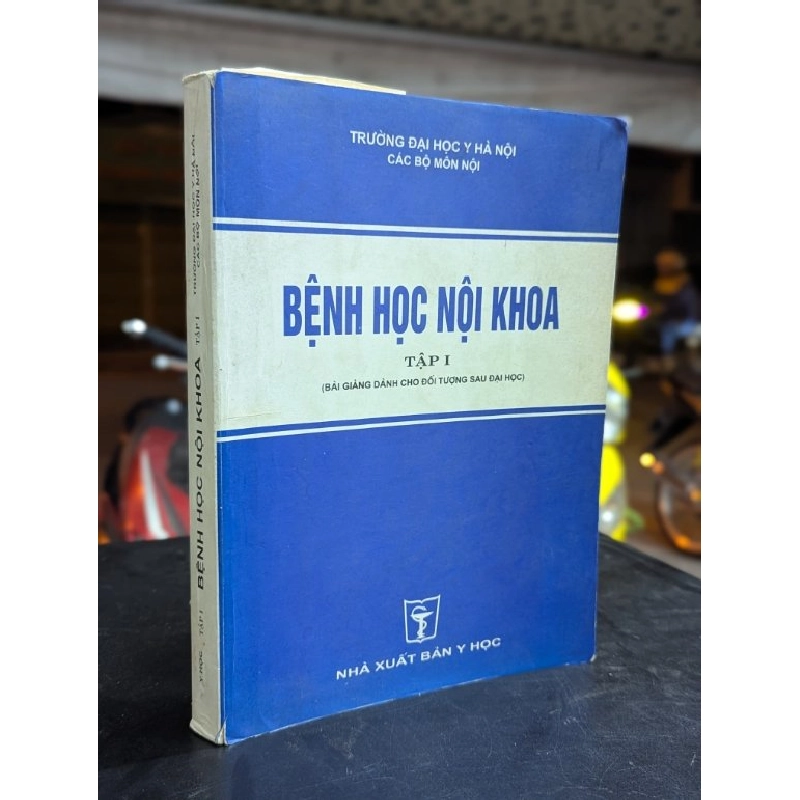 TRƯỜNG ĐẠI HỌC Y HÀ NỘI
CÁC BỘ MÔN NỘI
BỆNH HỌC NỘI KHOA
TẬP I
(BÀI GIẢNG DÀNH CHO ĐỐI TƯỢNG SAU ĐẠI HỌC)
NHÀ XUẤT BẢN Y HỌC
TRƯỜNG ĐẠI HỌC Y HÀ NỘI
CÁC BỘ MÔN NỘI
BỆNH HỌC NỘI KHOA TẬP I
Y HỌC . TẬP I